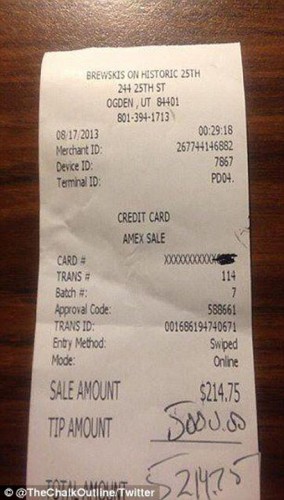 BREWSKIS ON HISTORIC 25TH
244 25TH ST
OGDEN, UT 84401
801-394-1713
08/17/2013 00:29:18
Merchant ID: 267744146882
Device ID: 7867
Terminal ID: PD04.
CREDIT CARD
AMEX SALE
CARD # XXXXXXXXXXX
TRANS # 114
Batch #: 7
Approval Code: 588661
TRANS ID: 001686194740671
Entry Method: Swiped
Mode: Online
SALE AMOUNT $214.75
TIP AMOUNT 5000.00
TOTAL AMOUNT 5214.75
© @TheChalkOutline/Twitter